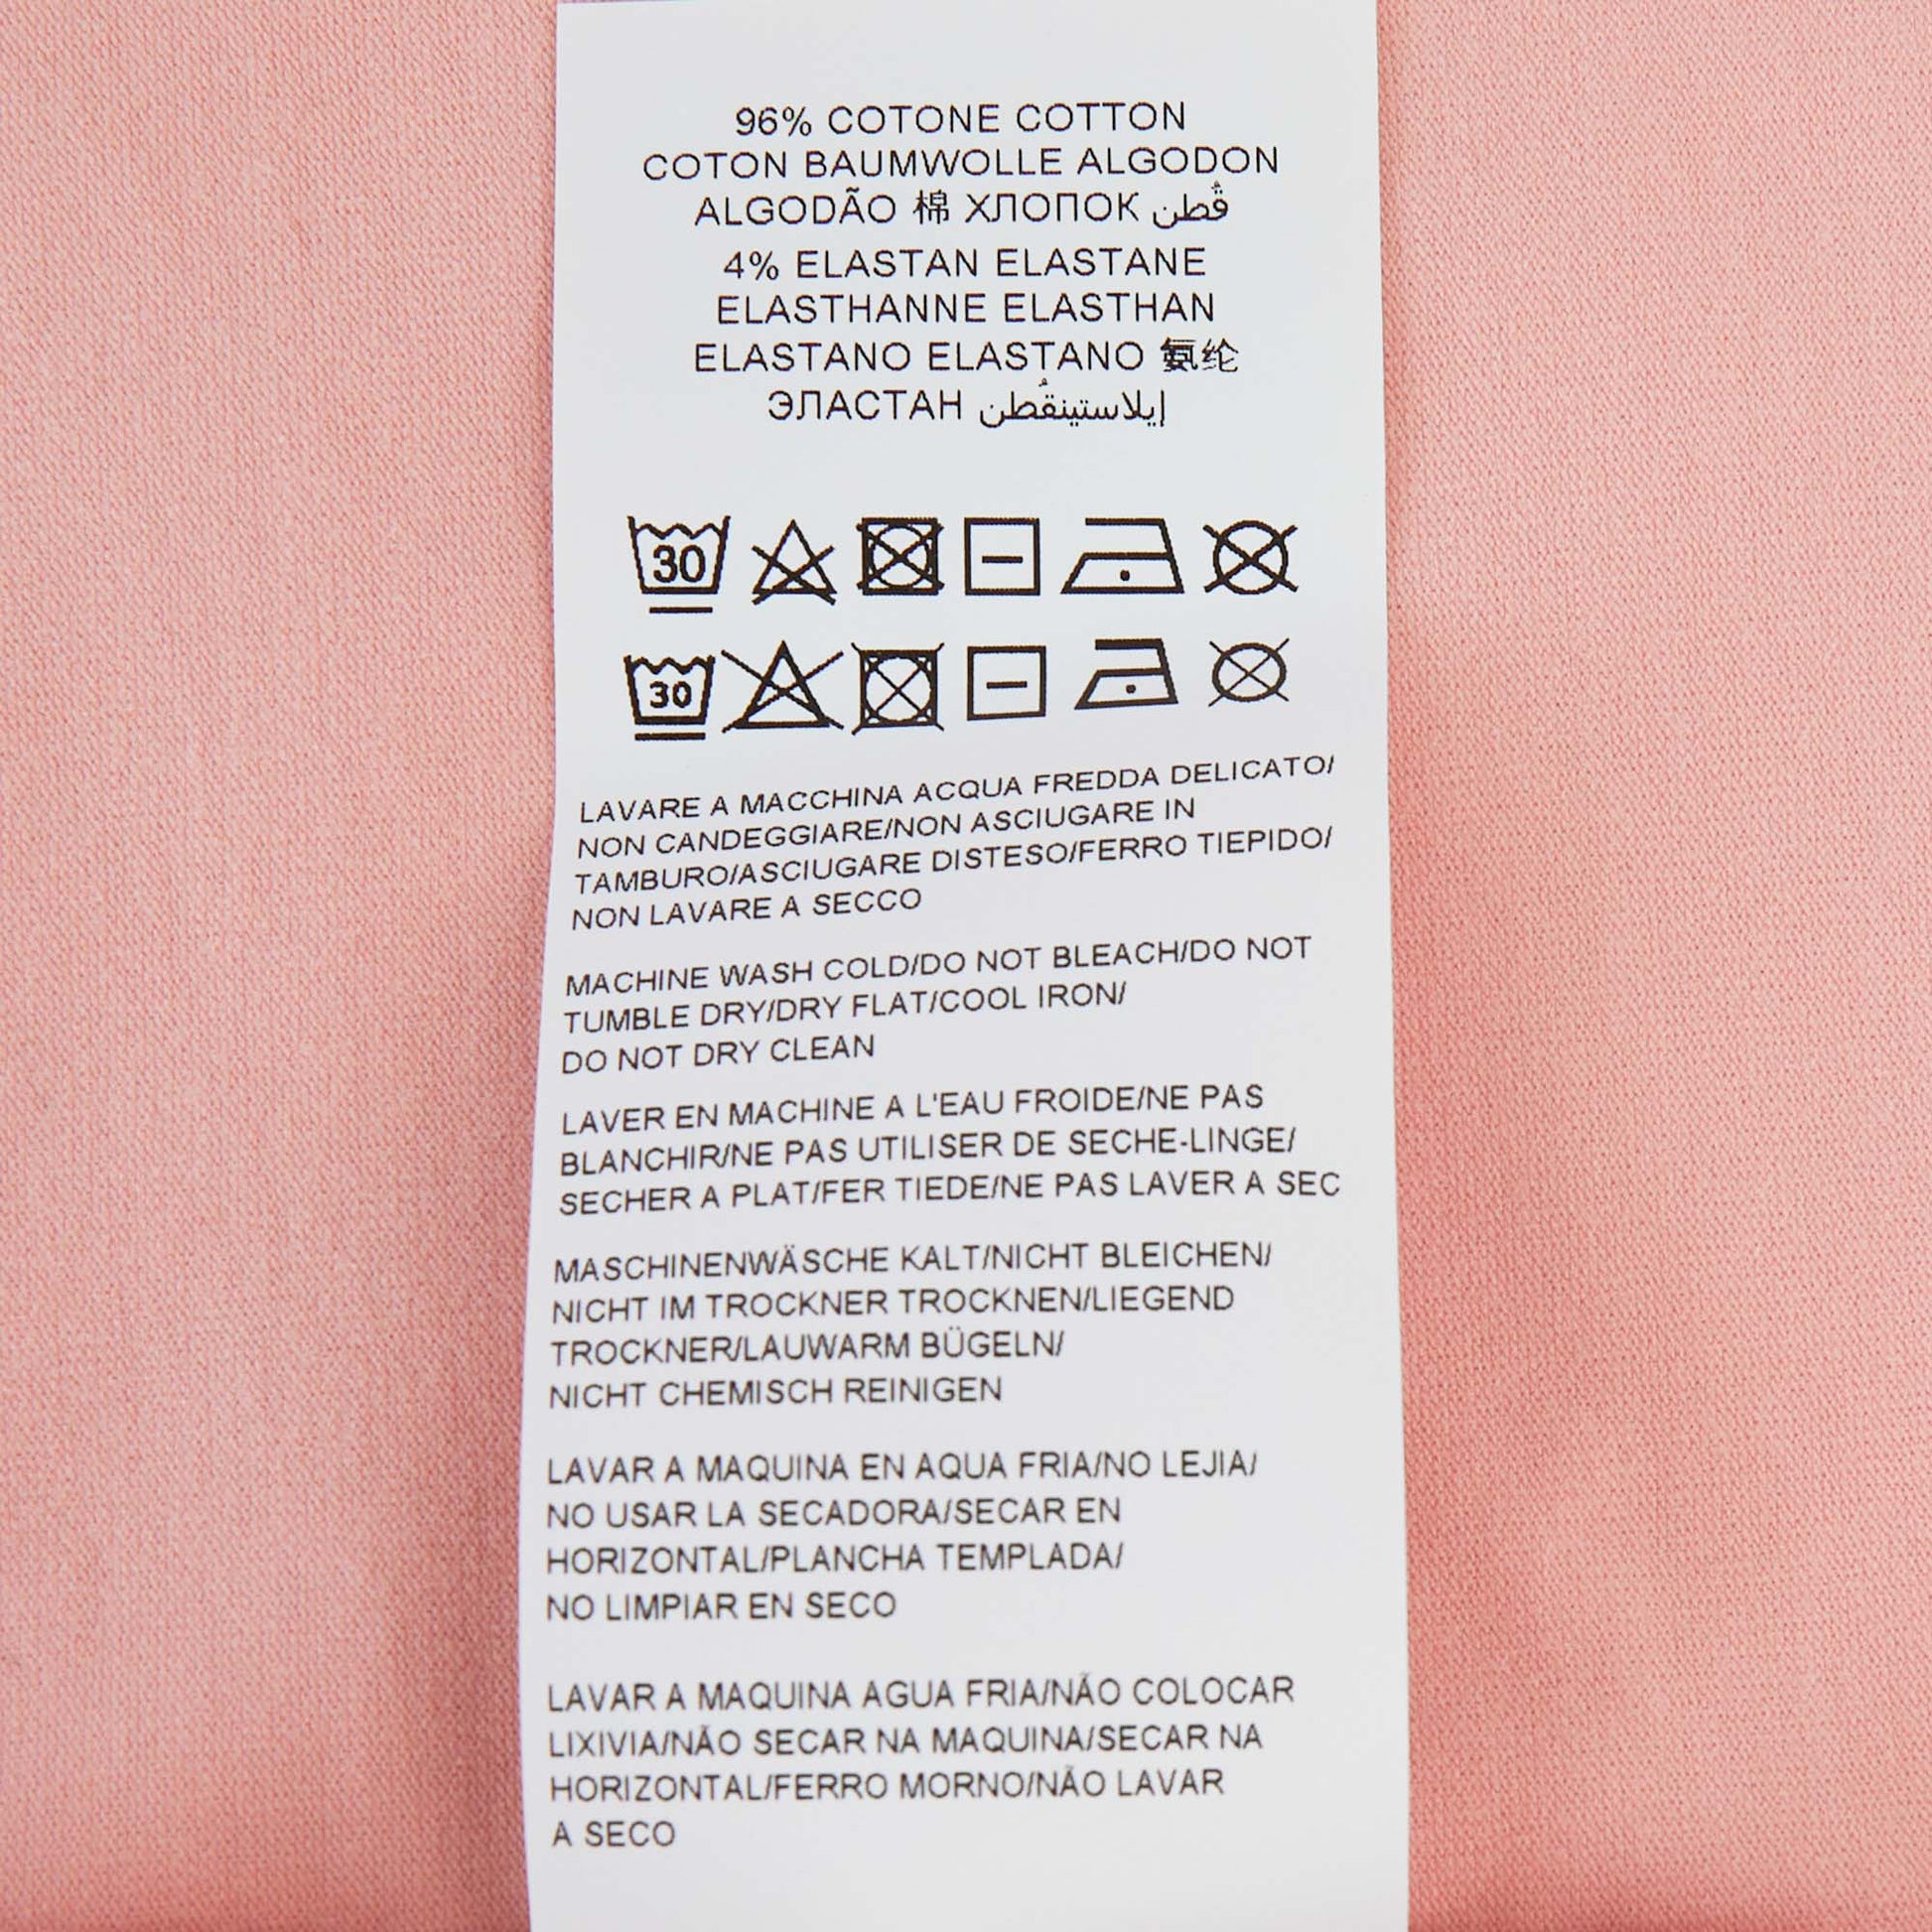 96% COTONE COTTON
COTON BAUMWOLLE ALGODON
ALGODÃO 棉 ХЛОПОК قُطن
4% ELASTAN ELASTANE
ELASTHANNE ELASTHAN
ELASTANO ELASTANO 氨纶
ЭЛАСТАН إيلاستينقُطن
30
30
LAVARE A MACCHINA ACQUA FREDDA DELICATO/
NON CANDEGGIARE/NON ASCIUGARE IN
TAMBURO/ASCIUGARE DISTESO/FERRO TIEPIDO/
NON LAVARE A SECCO
MACHINE WASH COLD/DO NOT BLEACH/DO NOT
TUMBLE DRY/DRY FLAT/COOL IRON/
DO NOT DRY CLEAN
LAVER EN MACHINE A L'EAU FROIDE/NE PAS
BLANCHIR/NE PAS UTILISER DE SECHE-LINGE/
SECHER A PLAT/FER TIEDE/NE PAS LAVER A SEC
MASCHINENWÄSCHE KALT/NICHT BLEICHEN/
NICHT IM TROCKNER TROCKNEN/LIEGEND
TROCKNER/LAUWARM BÜGELN/
NICHT CHEMISCH REINIGEN
LAVAR A MAQUINA EN AQUA FRIA/NO LEJIA/
NO USAR LA SECADORA/SECAR EN
HORIZONTAL/PLANCHA TEMPLADA/
NO LIMPIAR EN SECO
LAVAR A MAQUINA AGUA FRIA/NÃO COLOCAR
LIXIVIA/NÃO SECAR NA MAQUINA/SECAR NA
HORIZONTAL/FERRO MORNO/NÃO LAVAR
A SECO